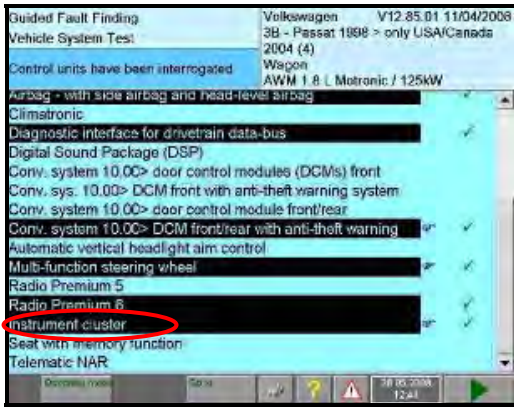 Guided Fault Finding
Vehicle System Test
Control units have been interrogated
Volkswagen V12.85.01 11/04/2008
3B - Passat 1998 > only USA/Canada
2004 (4)
Wagon
AWM 1.8 L Motronic / 125kW
Airbag - with side airbag and head-level airbag
Climatronic
Diagnostic interface for drivetrain data-bus
Digital Sound Package (DSP)
Conv. system 10.00> door control modules (DCMs) front
Conv. sys. 10.00> DCM front with anti-theft warning system
Conv. system 10.00> door control module front/rear
Conv. system 10.00> DCM front/rear with anti-theft warning
Automatic vertical headlight aim control
Multi-function steering wheel
Radio Premium 5
Radio Premium 6
Instrument cluster
Seat with memory function
Telematic NAR
Operating mode
Go to